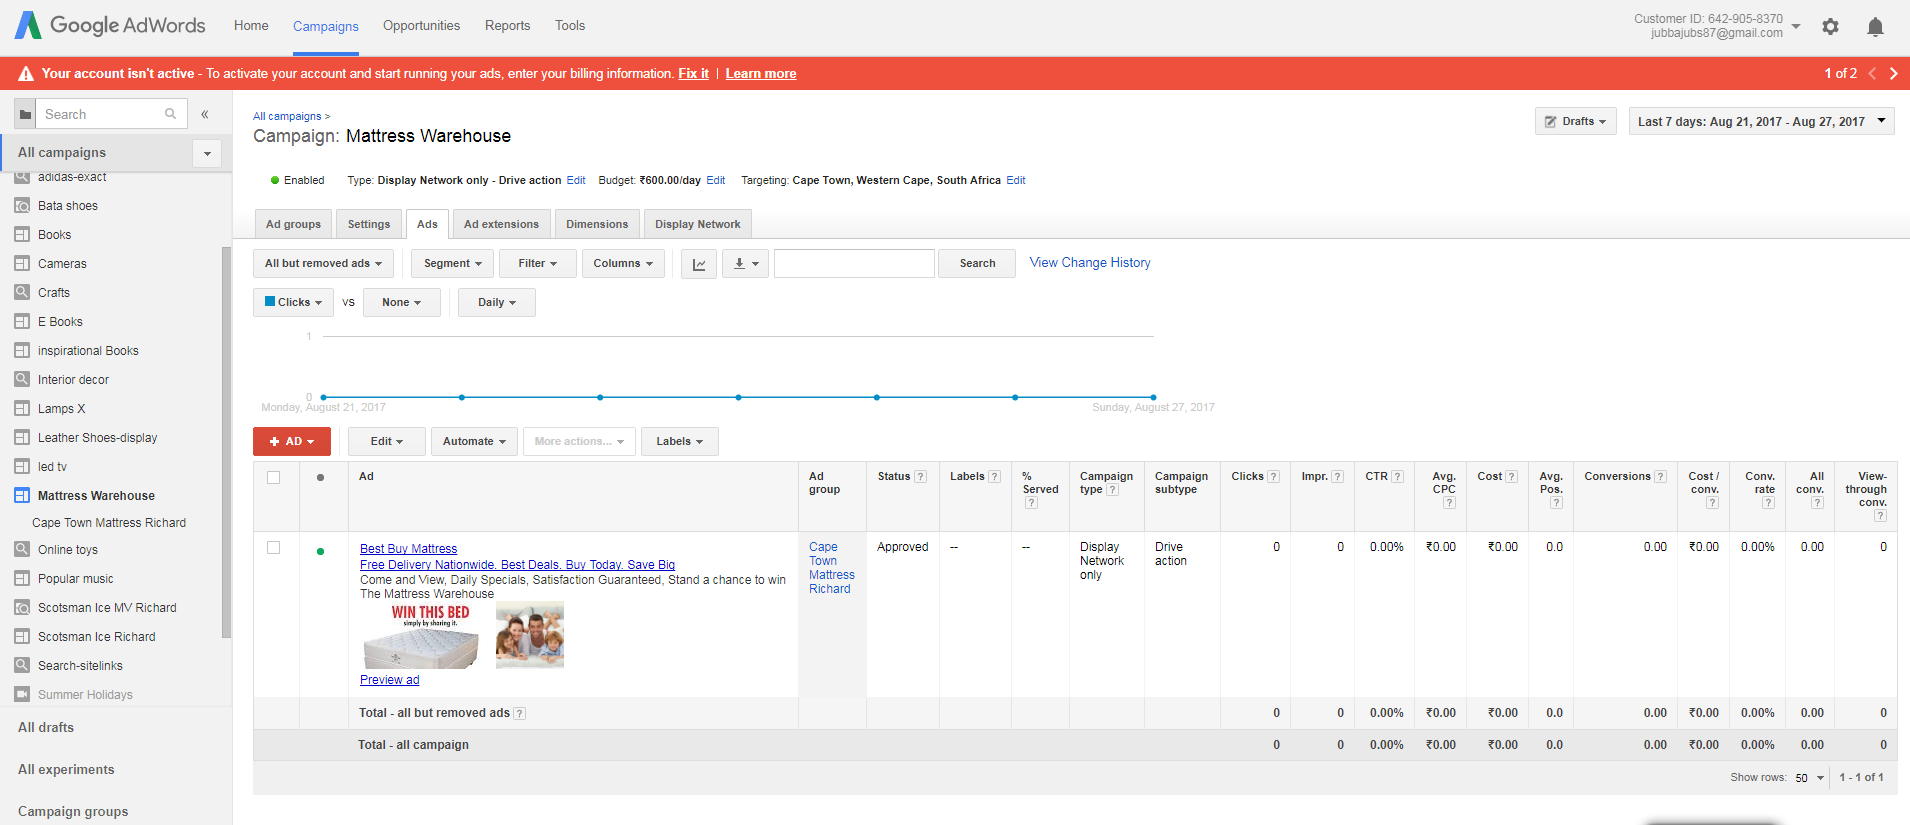 Google AdWords
Home Campaigns Opportunities Reports Tools
Customer ID: 642-905-8370
jubbajubs87@gmail.com
Your account isn't active - To activate your account and start running your ads, enter your billing information. Fix it | Learn more
1 of 2
Search
«
All campaigns
adidas-exact
Bata shoes
Books
Cameras
Crafts
E Books
inspirational Books
Interior decor
Lamps X
Leather Shoes-display
led tv
Mattress Warehouse
Cape Town Mattress Richard
Online toys
Popular music
Scotsman Ice MV Richard
Scotsman Ice Richard
Search-sitelinks
Summer Holidays
All drafts
All experiments
Campaign groups
All campaigns >
Campaign: Mattress Warehouse
Drafts
Last 7 days: Aug 21, 2017 - Aug 27, 2017
Enabled Type: Display Network only - Drive action Edit Budget: ₹600.00/day Edit Targeting: Cape Town, Western Cape, South Africa Edit
Ad groups Settings Ads Ad extensions Dimensions Display Network
All but removed ads Segment Filter Columns Search View Change History
Clicks vs None Daily
1
0
Monday, August 21, 2017 Sunday, August 27, 2017
+ AD Edit Automate More actions... Labels
Ad
Ad group
Status ?
Labels ?
% Served ?
Campaign type ?
Campaign subtype
Clicks ?
Impr. ?
CTR ?
Avg. CPC ?
Cost ?
Avg. Pos. ?
Conversions ?
Cost / conv. ?
Conv. rate ?
All conv. ?
View-through conv. ?
Best Buy Mattress
Free Delivery Nationwide. Best Deals. Buy Today. Save Big
Come and View, Daily Specials, Satisfaction Guaranteed, Stand a chance to win
The Mattress Warehouse
WIN THIS BED
simply by sharing it.
Preview ad
Cape
Town
Mattress
Richard
Approved -- --
Display
Network
only
Drive
action
0 0 0.00% ₹0.00 ₹0.00 0.0 0.00 ₹0.00 0.00% 0.00 0
Total - all but removed ads ? 0 0 0.00% ₹0.00 ₹0.00 0.0 0.00 ₹0.00 0.00% 0.00 0
Total - all campaign 0 0 0.00% ₹0.00 ₹0.00 0.0 0.00 ₹0.00 0.00% 0.00 0
Show rows: 50 1 - 1 of 1